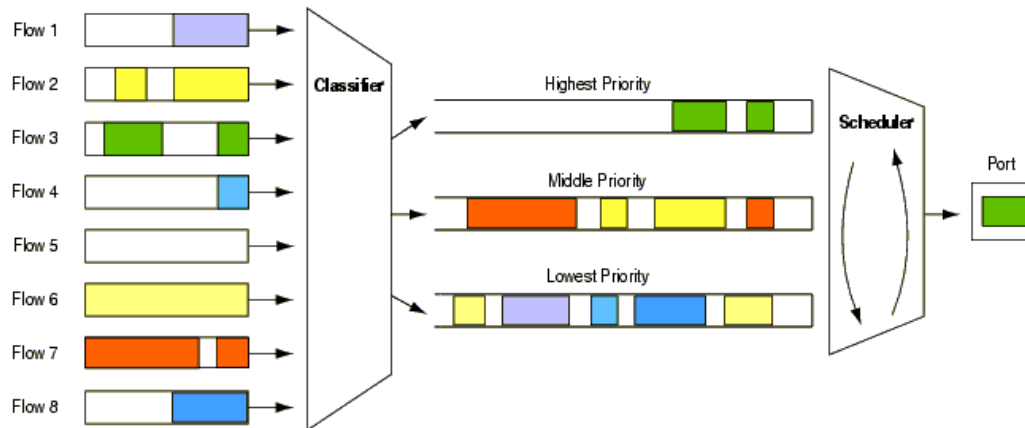 Flow 1
Flow 2
Flow 3
Flow 4
Flow 5
Flow 6
Flow 7
Flow 8
Classifier
Highest Priority
Middle Priority
Lowest Priority
Scheduler
Port